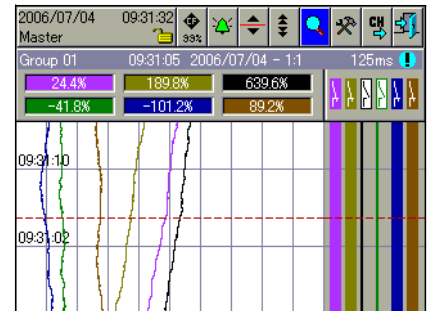 2006/07/04 09:31:32 99% CH
Master
Group 01 09:31:05 2006/07/04 - 1:1 125ms
24.4% 189.8% 639.6%
-41.8% -101.2% 89.2%
09:31:10
09:31:02